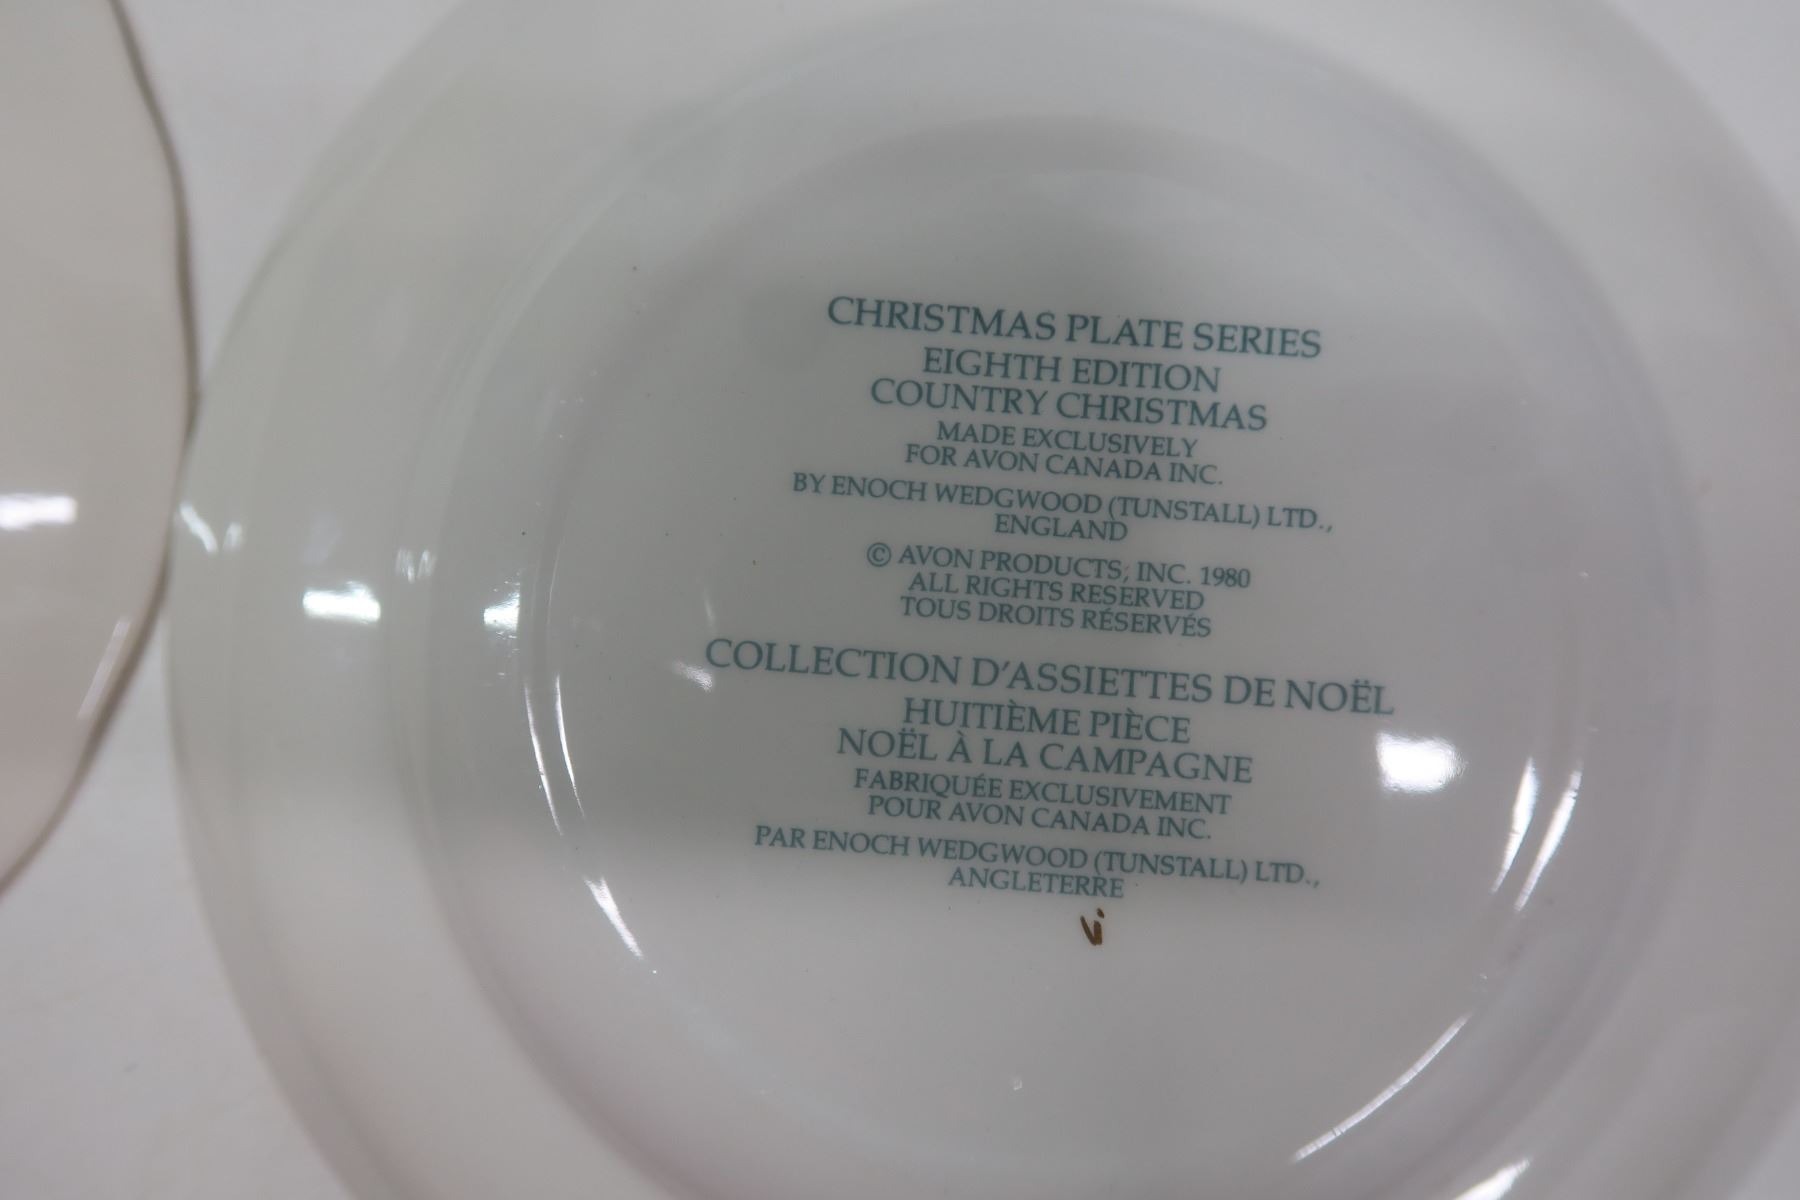 CHRISTMAS PLATE SERIES
EIGHTH EDITION
COUNTRY CHRISTMAS
MADE EXCLUSIVELY
FOR AVON CANADA INC.
BY ENOCH WEDGWOOD (TUNSTALL) LTD.,
ENGLAND
© AVON PRODUCTS, INC. 1980
ALL RIGHTS RESERVED
TOUS DROITS RÉSERVÉS
COLLECTION D'ASSIETTES DE NOËL
HUITIÈME PIÈCE
NOËL À LA CAMPAGNE
FABRIQUÉE EXCLUSIVEMENT
POUR AVON CANADA INC.
PAR ENOCH WEDGWOOD (TUNSTALL) LTD.,
ANGLETERRE